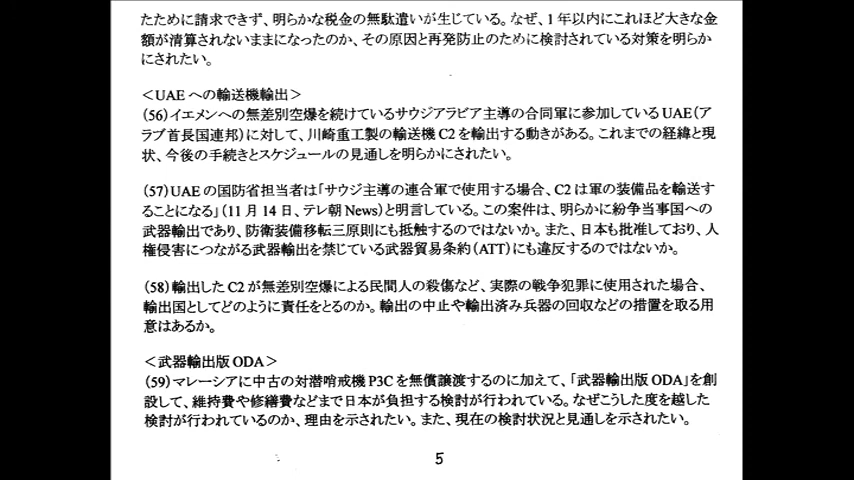 たために請求できず、明らかな税金の無駄遣いが生じている。なぜ、1年以内にこれほど大きな金
額が清算されないままになったのか、その原因と再発防止のために検討されている対策を明らか
にされたい。
<UAEへの輸送機輸出>
(56)イエメンへの無差別空爆を続けているサウジアラビア主導の合同軍に参加しているUAE(ア
ラブ首長国連邦)に対して、川崎重工製の輸送機C2を輸出する動きがある。これまでの経緯と現
状、今後の手続きとスケジュールの見通しを明らかにされたい。
(57)UAEの国防省担当者は「サウジ主導の連合軍で使用する場合、C2は軍の装備品を輸送す
ることになる」(11月14日、テレ朝News)と明言している。この案件は、明らかに紛争当事国への
武器輸出であり、防衛装備移転三原則にも抵触するのではないか。また、日本も批准しており、人
権侵害につながる武器輸出を禁じている武器貿易条約(ATT)にも違反するのではないか。
(58)輸出したC2が無差別空爆による民間人の殺傷など、実際の戦争犯罪に使用された場合、
輸出国としてどのように責任をとるのか。輸出の中止や輸出済み兵器の回収などの措置を取る用
意はあるか。
<武器輸出版ODA>
(59)マレーシアに中古の対潜哨戒機P3Cを無償譲渡するのに加えて、「武器輸出版ODA」を創
設して、維持費や修繕費などまで日本が負担する検討が行われている。なぜこうした度を越した
検討が行われているのか、理由を示されたい。また、現在の検討状況と見通しを示されたい。
5